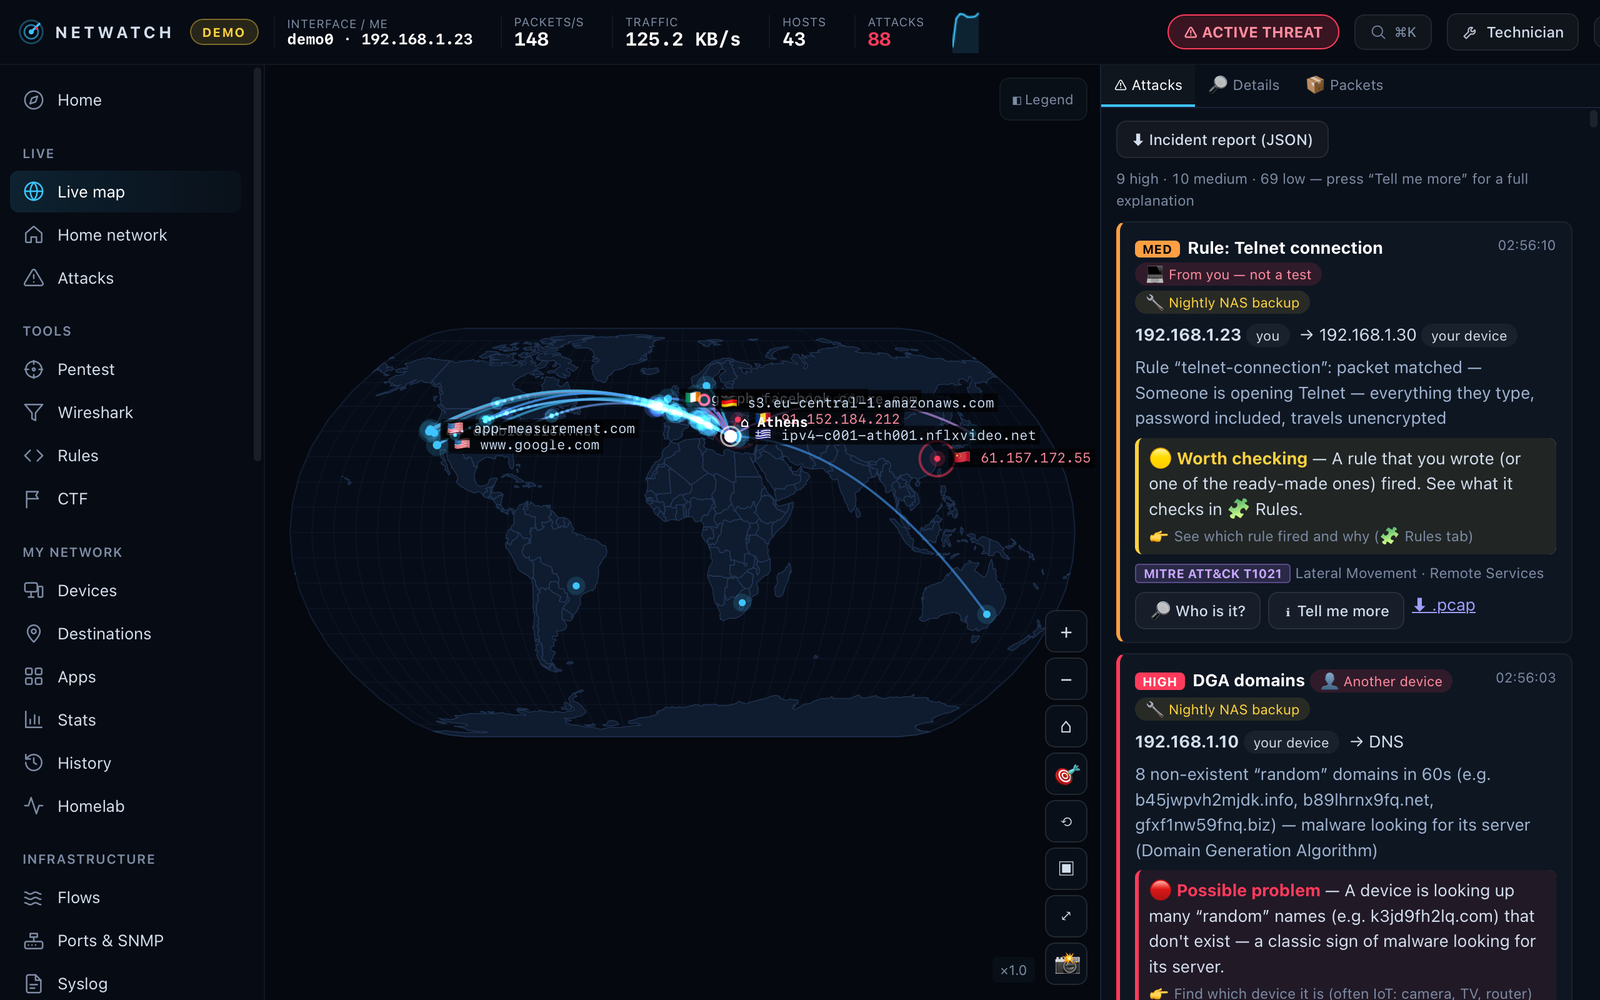 NETWATCH DEMO
INTERFACE / ME
demo0 · 192.168.1.23
PACKETS/S
148
TRAFFIC
125.2 KB/s
HOSTS
43
ATTACKS
88
ACTIVE THREAT
⌘K
Technician
Home
LIVE
Live map
Home network
Attacks
TOOLS
Pentest
Wireshark
Rules
CTF
MY NETWORK
Devices
Destinations
Apps
Stats
History
Homelab
INFRASTRUCTURE
Flows
Ports & SNMP
Syslog
Legend
s3.eu-central-1.amazonaws.com
152.184.212
Athens
ipv4-c001-ath001.nflxvideo.net
app-measurement.com
www.google.com
61.157.172.55
×1.0
Attacks
Details
Packets
Incident report (JSON)
9 high · 10 medium · 69 low — press “Tell me more” for a full
explanation
MED Rule: Telnet connection 02:56:10
From you — not a test
Nightly NAS backup
192.168.1.23 you → 192.168.1.30 your device
Rule “telnet-connection”: packet matched —
Someone is opening Telnet — everything they type,
password included, travels unencrypted
Worth checking — A rule that you wrote (or
one of the ready-made ones) fired. See what it
checks in 🧩 Rules.
👉 See which rule fired and why (🧩 Rules tab)
MITRE ATT&CK T1021 Lateral Movement · Remote Services
Who is it?
Tell me more
.pcap
HIGH DGA domains Another device 02:56:03
Nightly NAS backup
192.168.1.10 your device → DNS
8 non-existent “random” domains in 60s (e.g.
b45jwpvh2mjdk.info, b89lhrnx9fq.net,
gfxf1nw59fnq.biz) — malware looking for its server
(Domain Generation Algorithm)
Possible problem — A device is looking up
many “random” names (e.g. k3jd9fh2lq.com) that
don't exist — a classic sign of malware looking for
its server.
👉 Find which device it is (often IoT: camera, TV, router)